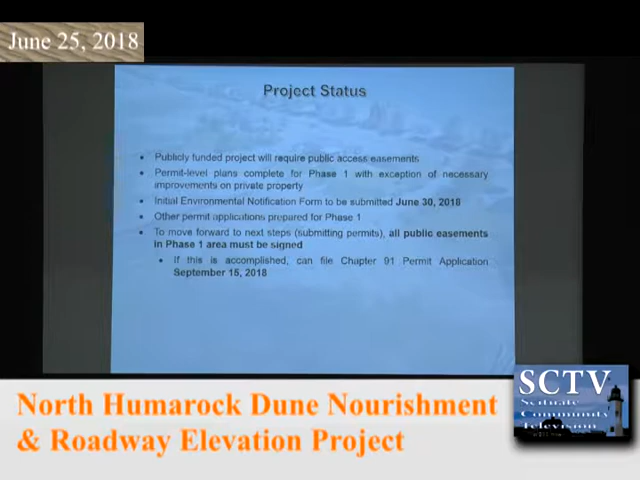 June 25, 2018
Project Status
• Publicly funded project will require public access easements
• Permit-level plans complete for Phase 1 with exception of necessary
improvements on private property
• Initial Environmental Notification Form to be submitted June 30, 2018
• Other permit applications prepared for Phase 1
• To move forward to next steps (submitting permits), all public easements
in Phase 1 area must be signed
• If this is accomplished, can file Chapter 91 Permit Application
September 15, 2018
SCTV
Scituate
Community
Television
North Humarock Dune Nourishment
& Roadway Elevation Project